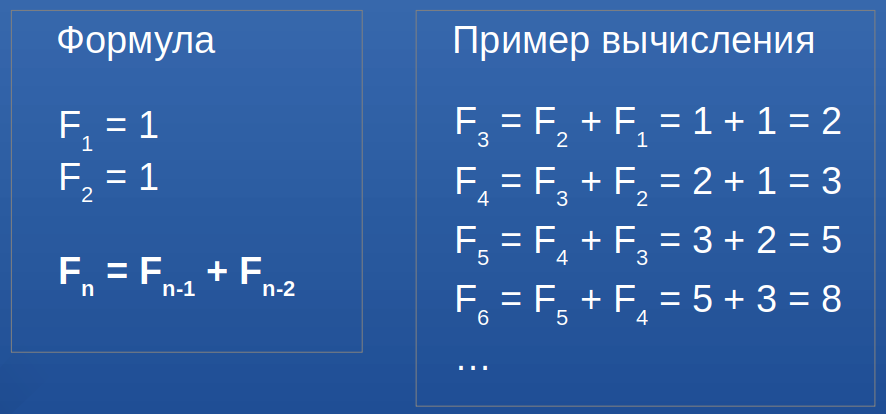 Формула
F₁ = 1
F₂ = 1
Fₙ = Fₙ₋₁ + Fₙ₋₂
Пример вычисления
F₃ = F₂ + F₁ = 1 + 1 = 2
F₄ = F₃ + F₂ = 2 + 1 = 3
F₅ = F₄ + F₃ = 3 + 2 = 5
F₆ = F₅ + F₄ = 5 + 3 = 8
…